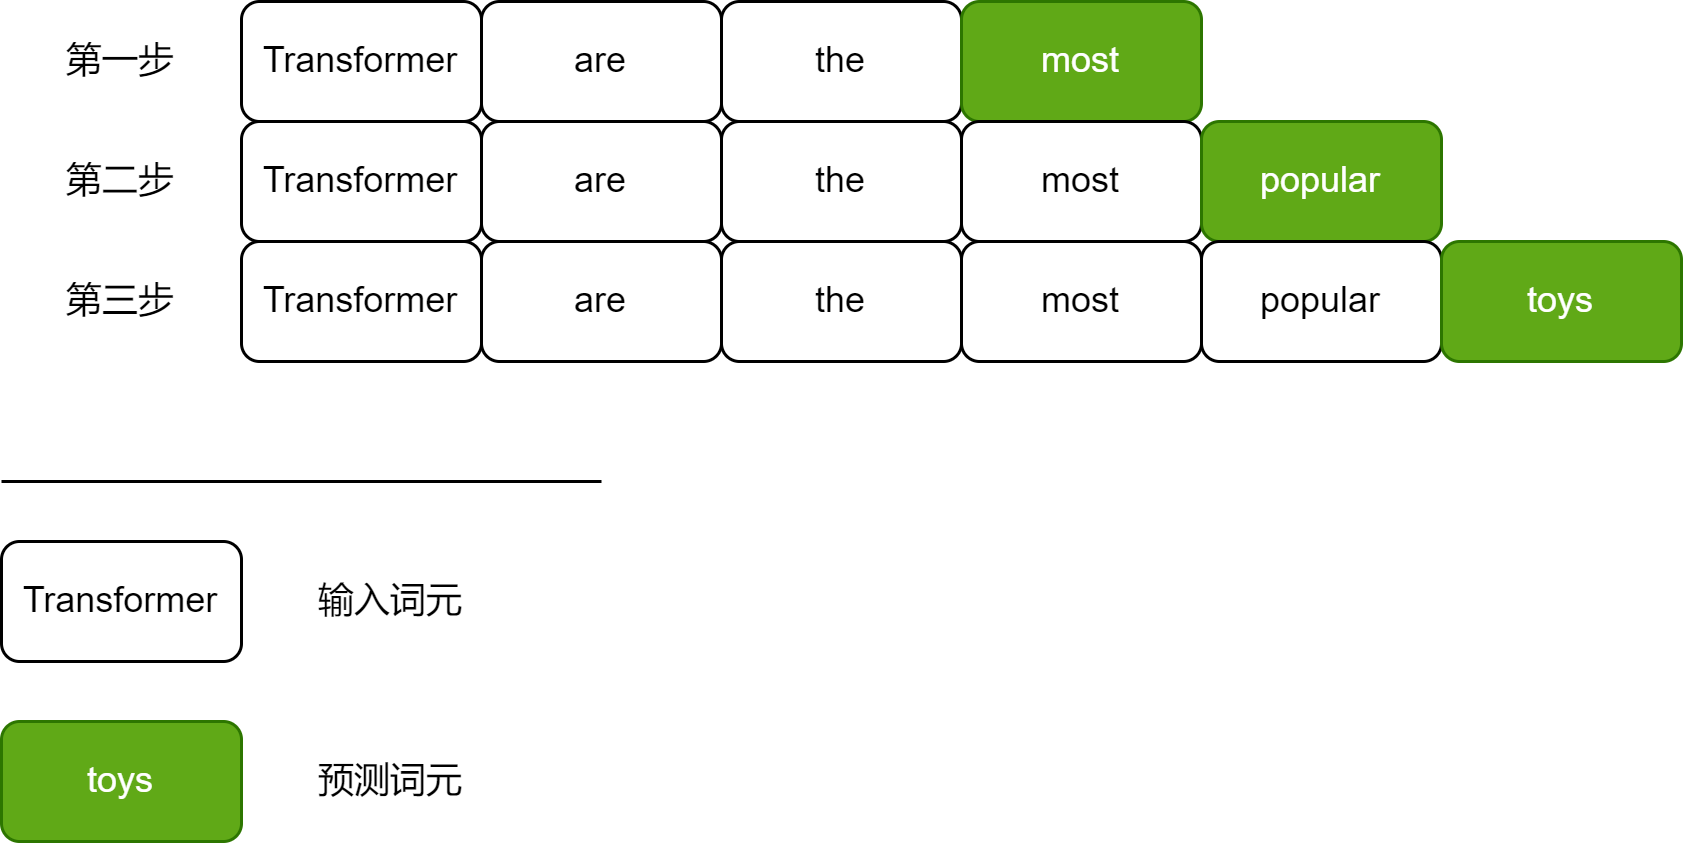 第一步 Transformer are the most
第二步 Transformer are the most popular
第三步 Transformer are the most popular toys
Transformer 输入词元
toys 预测词元